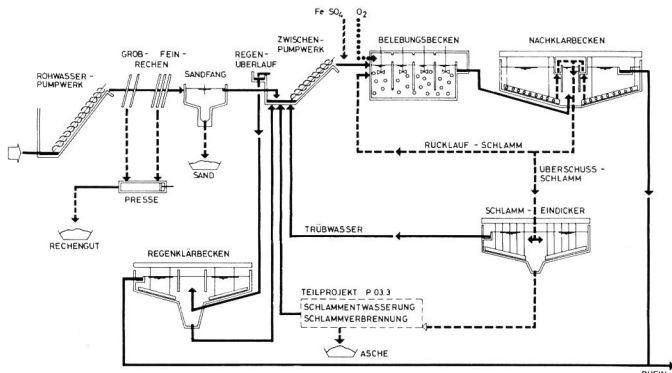 Fe SO₄ O₂
ZWISCHEN-
PUMPWERK
BELEBUNGSBECKEN
NACHKLÄRBECKEN
GROB- FEIN-
RECHEN
REGEN-
ÜBERLAUF
SANDFANG
ROHWASSER-
PUMPWERK
RÜCKLAUF - SCHLAMM
ÜBERSCHUSS -
SCHLAMM
SAND
PRESSE
SCHLAMM - EINDICKER
RECHENGUT
TRÜBWASSER
REGENKLÄRBECKEN
TEILPROJEKT P 03.3
SCHLAMMENTWÄSSERUNG
SCHLAMMVERBRENNUNG
ASCHE
RHEIN